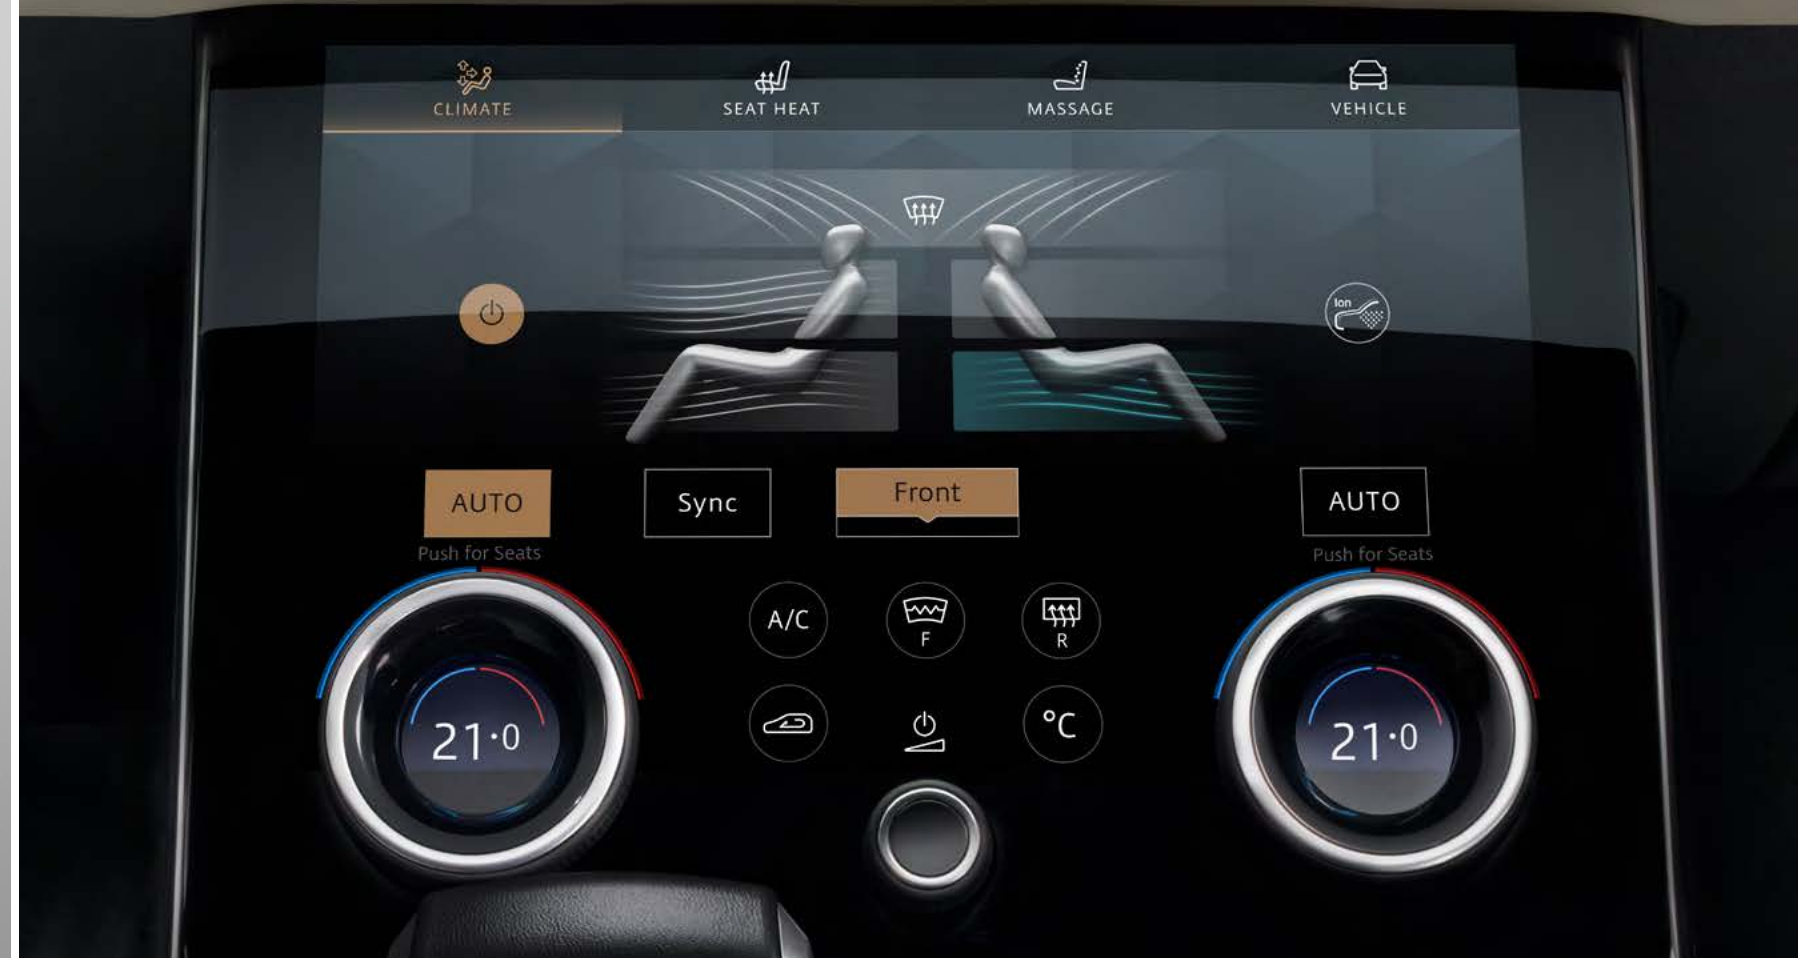 CLIMATE
SEAT HEAT
MASSAGE
VEHICLE
Ion
AUTO
Sync
Front
AUTO
Push for Seats
Push for Seats
A/C
F
R
21·0
°C
21·0